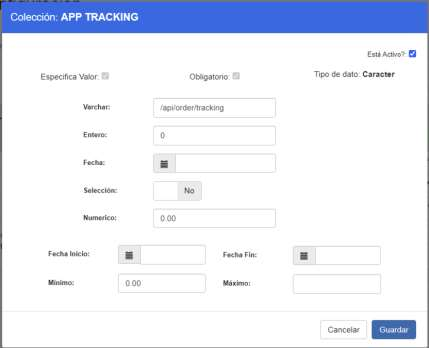 Colección: APP TRACKING
Está Activo?:
Especifica Valor:
Obligatorio:
Tipo de dato: Caracter
Varchar:
/api/order/tracking
Entero:
0
Fecha:
Selección:
No
Numerico:
0.00
Fecha Inicio:
Fecha Fin:
Mínimo:
0.00
Máximo:
Cancelar
Guardar